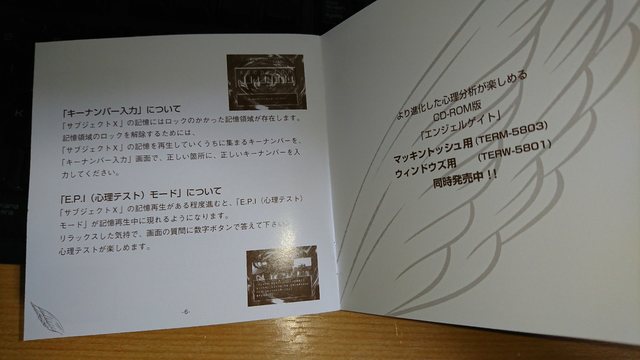 「キーナンバー入力」について
「サブジェクトX」の記憶にはロックのかかった記憶領域が存在します。
記憶領域のロックを解除するためには、
「サブジェクトX」の記憶を再生していくうちに集まるキーナンバーを、
「キーナンバー入力」画面で、正しい箇所に、正しいキーナンバーを入
力してください。
「E.P.I（心理テスト）モード」について
「サブジェクトX」の記憶再生がある程度進むと、「E.P.I（心理テスト）
モード」が記憶再生中に現れるようになります。
リラックスした気持で、画面の質問に数字ボタンで答えて下さい。
心理テストが楽しめます。
-6-
より進化した心理分析が楽しめる
CD-ROM版
「エンジェルゲイト」
マッキントッシュ用 (TERM-5803)
ウィンドウズ用 (TERW-5801)
同時発売中！！